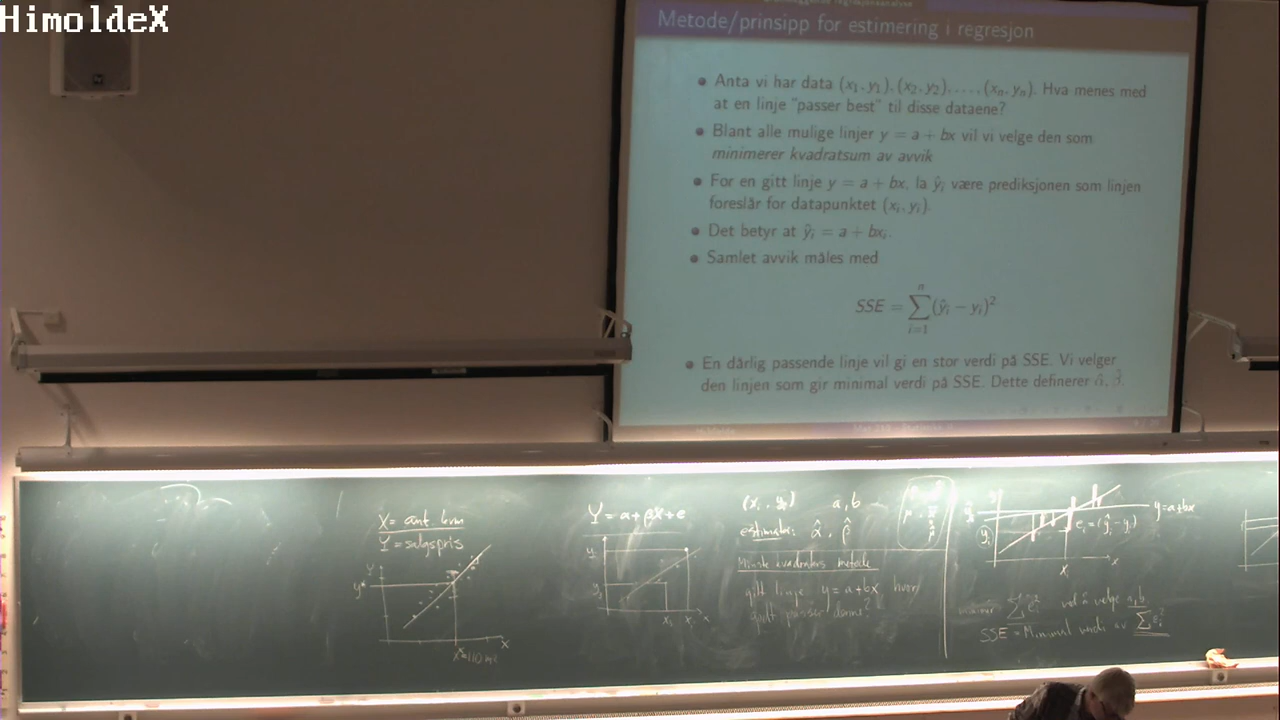 HimoldeX
Metode/prinsipp for estimering i regresjon
Anta vi har data (x₁, y₁), (x₂, y₂), . . . , (xₙ, yₙ). Hva menes med
at en linje "passer best" til disse dataene?
Blant alle mulige linjer y = a + bx vil vi velge den som
minimerer kvadratsum av avvik
For en gitt linje y = a + bx, la ŷᵢ være prediksjonen som linjen
foreslår for datapunktet (xᵢ, yᵢ).
Det betyr at ŷᵢ = a + bxᵢ.
Samlet avvik måles med
SSE = ∑ᵢ₌₁ⁿ (ŷᵢ − yᵢ)²
En dårlig passende linje vil gi en stor verdi på SSE. Vi velger
den linjen som gir minimal verdi på SSE. Dette definerer α̂, β̂.
X = ant. kvm
Y = salgspris
Y
y*
X
Y = α + βX + e
(xᵢ, yᵢ) a, b
estimater: α̂, β̂
Minste kvadraters metode
gitt linje y = a + bx hvor
godt passer denne?
y = a + bx
eᵢ = (ŷᵢ − yᵢ)
yᵢ
x
ved å velge a, b
SSE = Minimal verdi av ∑ eᵢ²